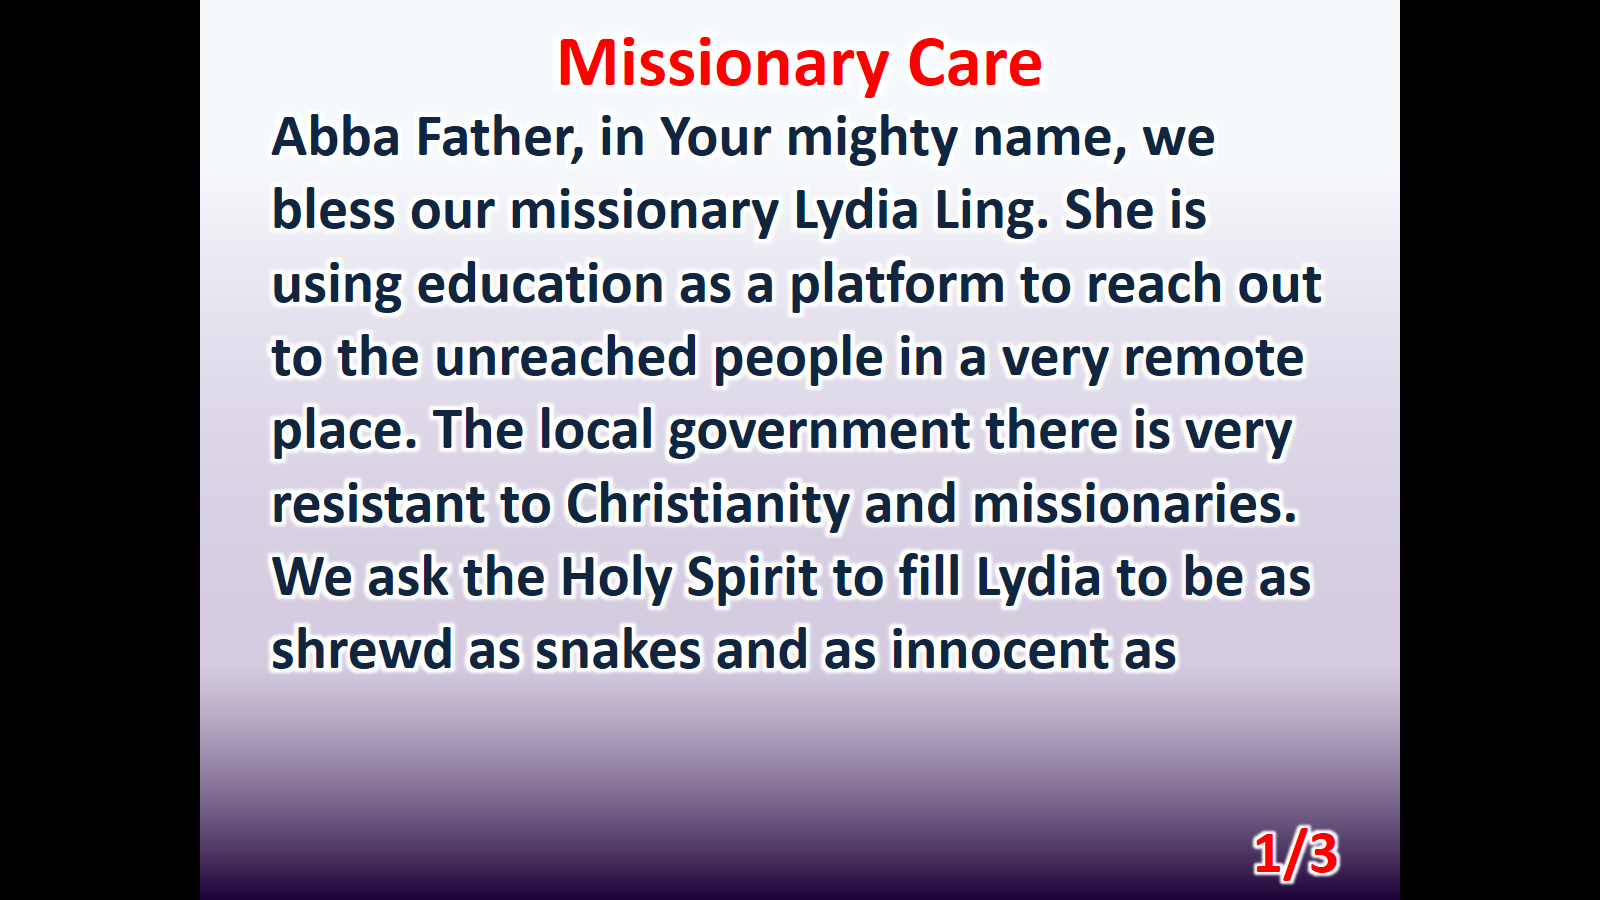 Missionary Care
Abba Father, in Your mighty name, we
bless our missionary Lydia Ling. She is
using education as a platform to reach out
to the unreached people in a very remote
place. The local government there is very
resistant to Christianity and missionaries.
We ask the Holy Spirit to fill Lydia to be as
shrewd as snakes and as innocent as
1/3